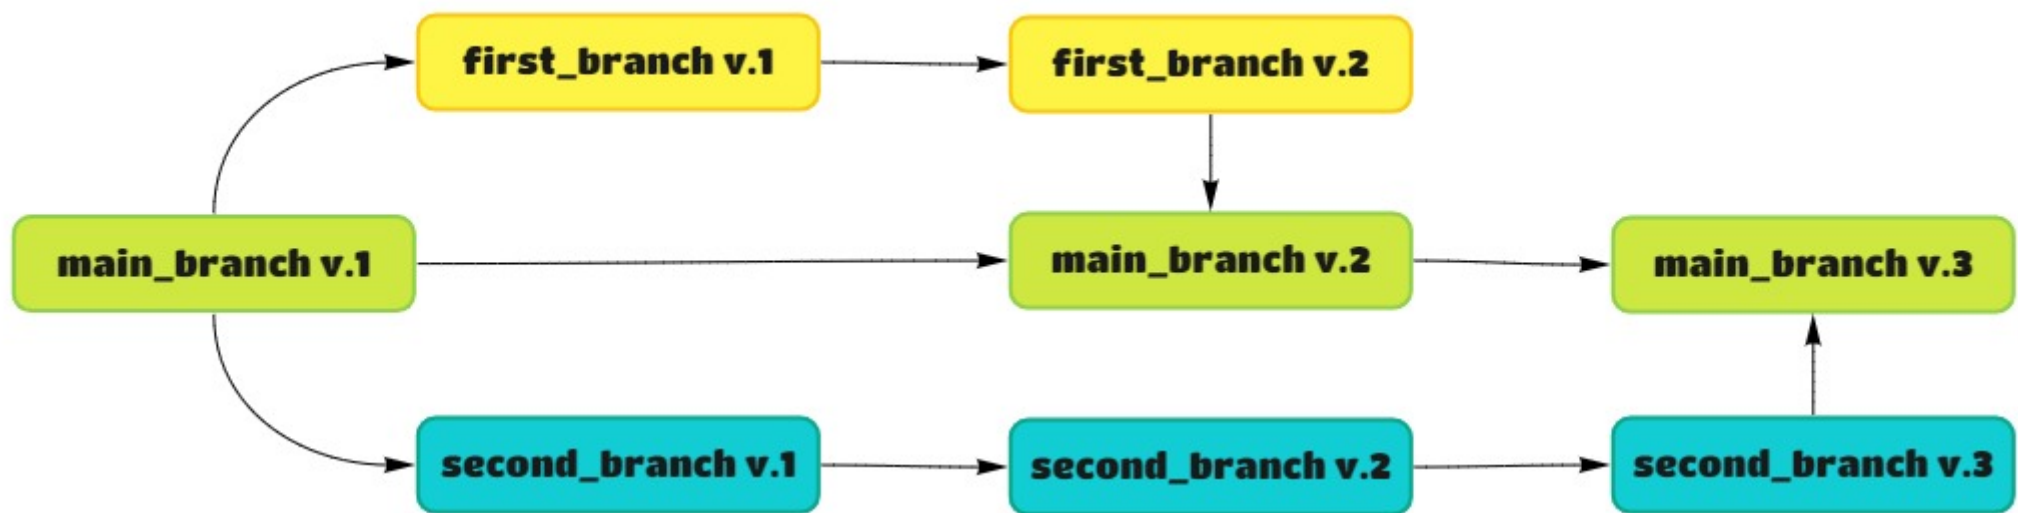 first_branch v.1
first_branch v.2
main_branch v.1
main_branch v.2
main_branch v.3
second_branch v.1
second_branch v.2
second_branch v.3